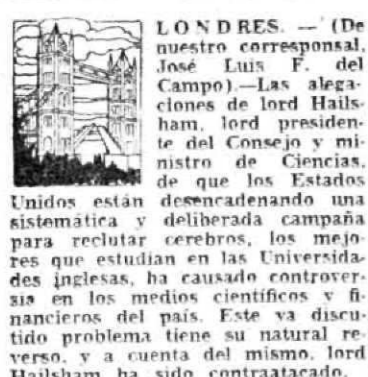 LONDRES. — (De
nuestro corresponsal,
José Luis F. del
Campo).—Las alega-
ciones de lord Hails-
ham, lord presiden-
te del Consejo y mi-
nistro de Ciencias,
de que los Estados
Unidos están desencadenando una
sistemática y deliberada campaña
para reclutar cerebros, los mejo-
res que estudian en las Universida-
des inglesas, ha causado controver-
sia en los medios científicos y fi-
nancieros del país. Este ya discu-
tido problema tiene su natural re-
verso, y a cuenta del mismo, lord
Hailsham ha sido contraatacado.